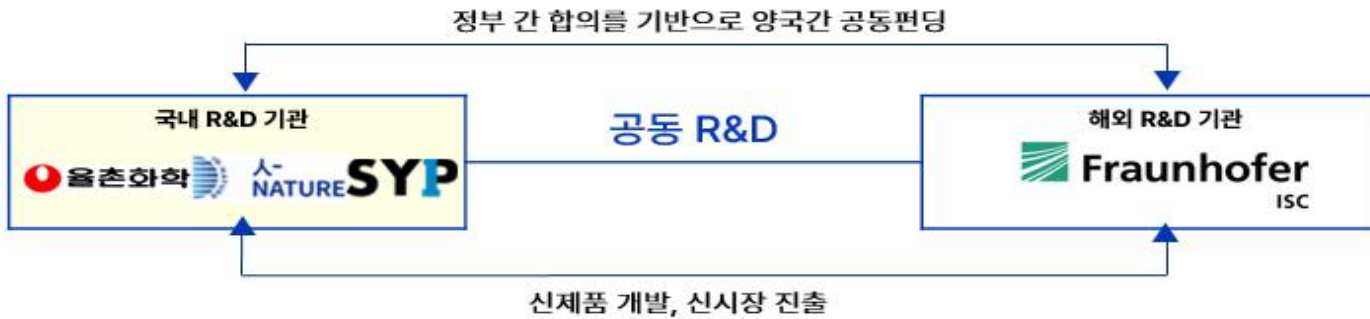 정부 간 합의를 기반으로 양국간 공동펀딩
국내 R&D 기관
율촌화학
人-NATURE
SYP
공동 R&D
해외 R&D 기관
Fraunhofer
ISC
신제품 개발, 신시장 진출